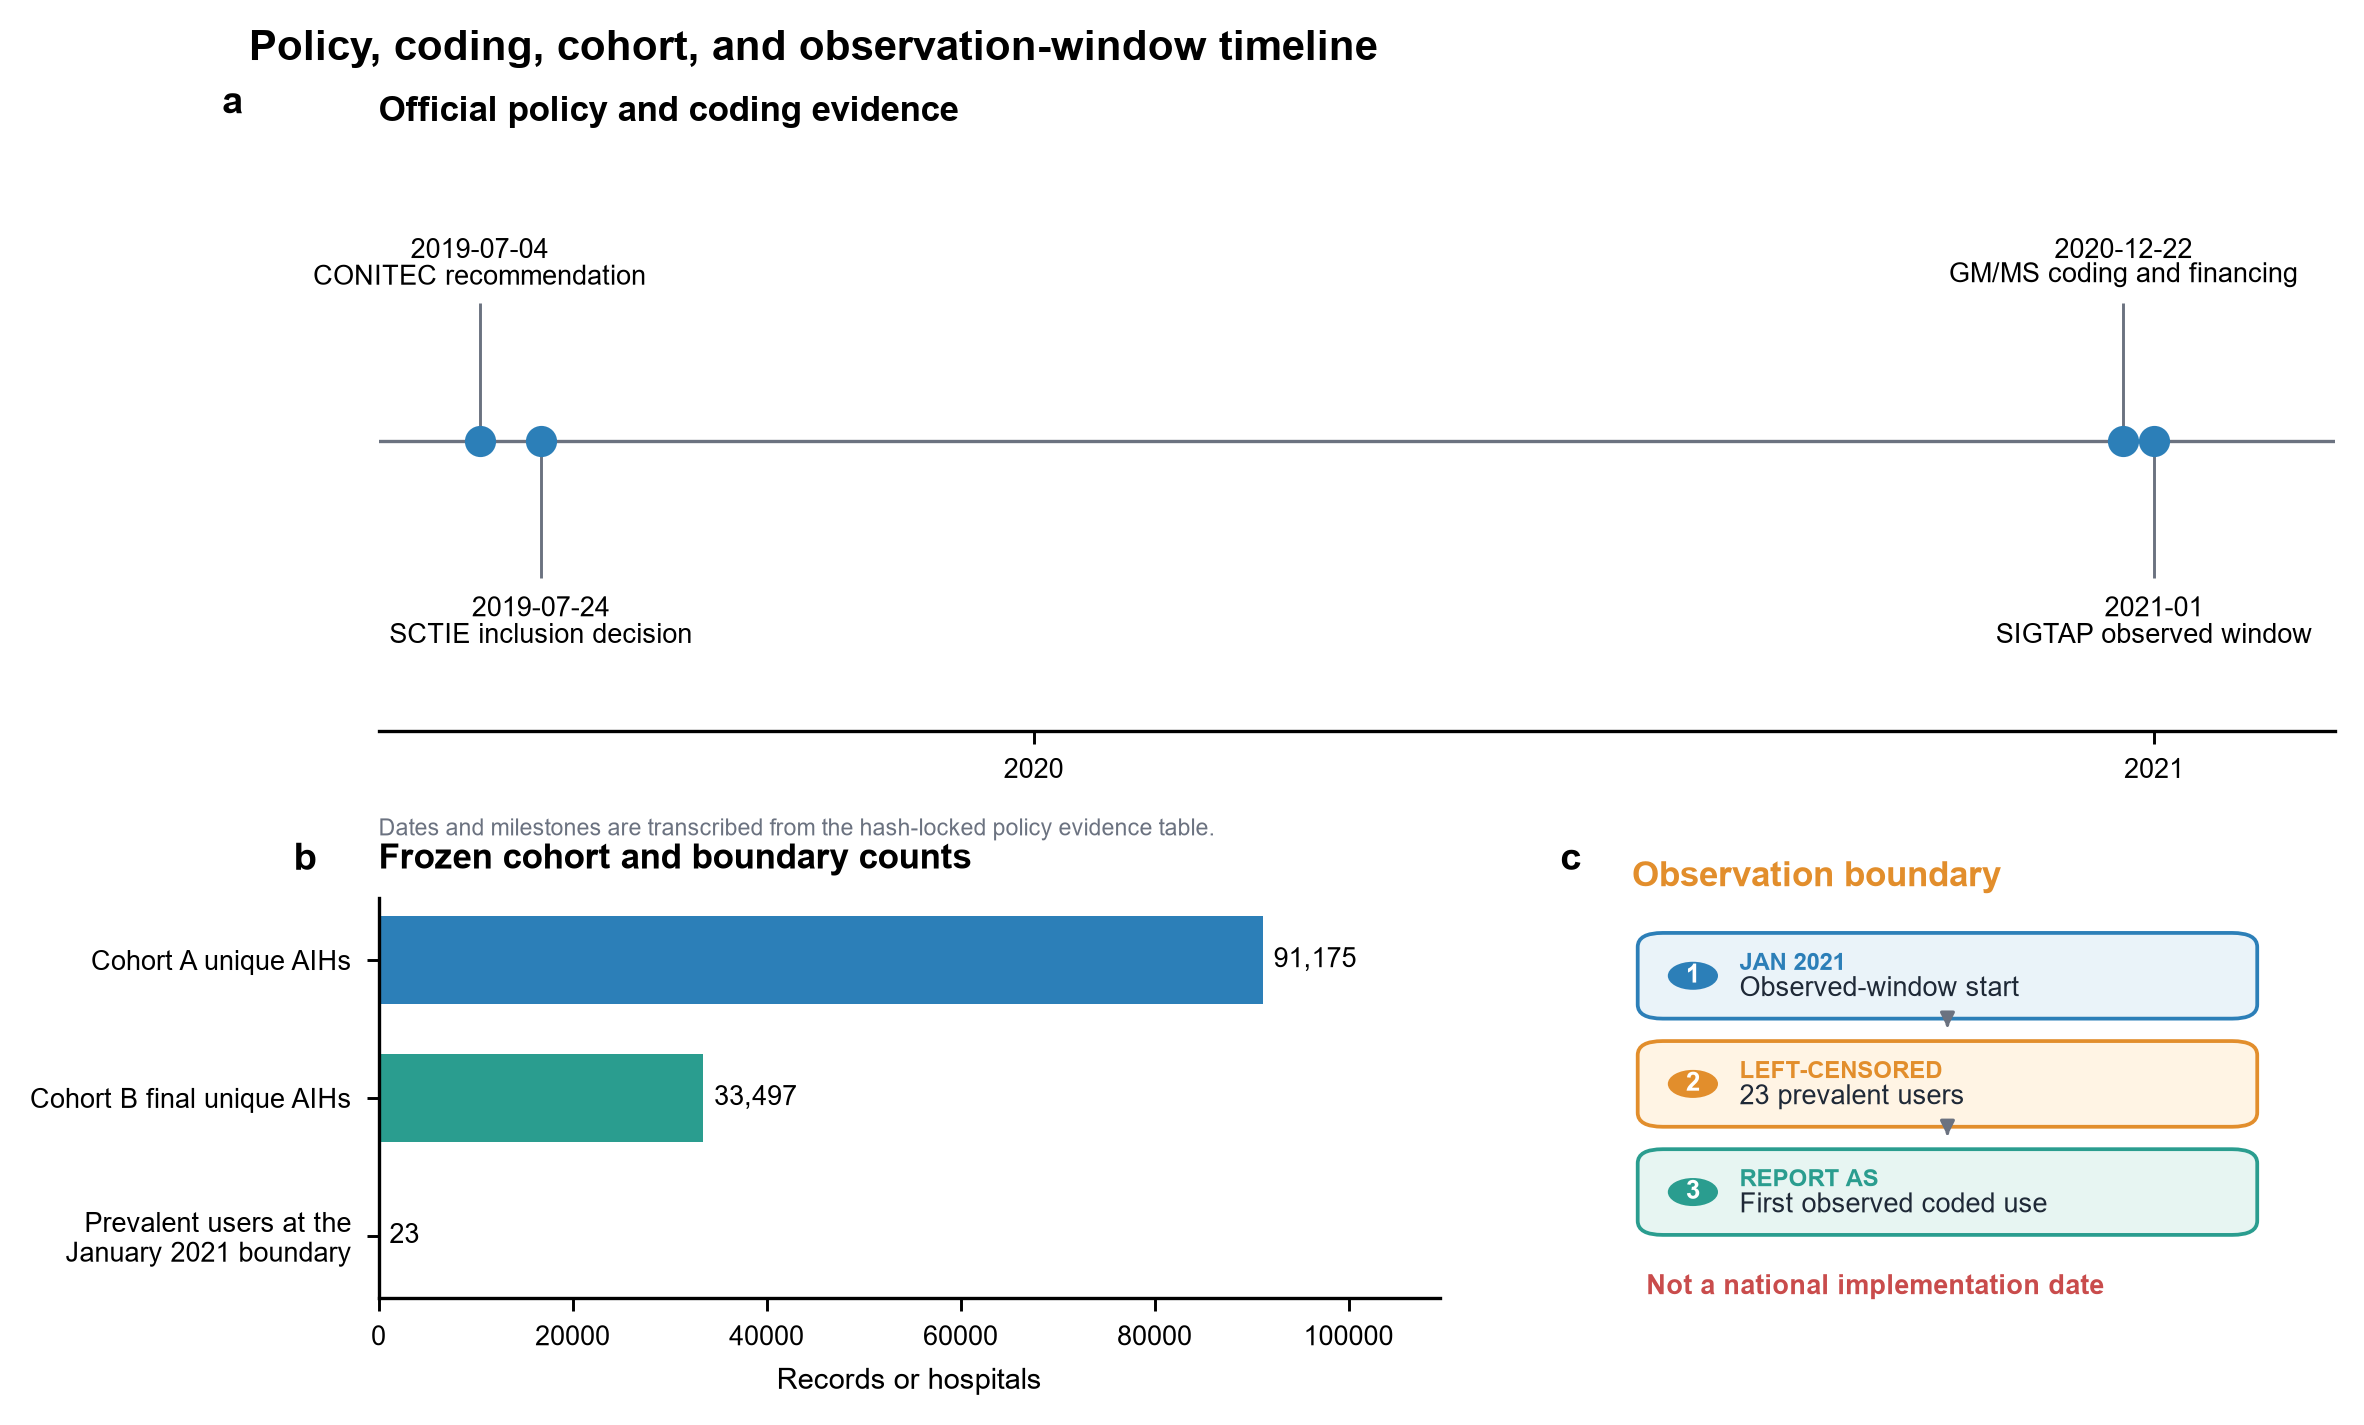 Policy, coding, cohort, and observation-window timeline
a
Official policy and coding evidence
2019-07-04
CONITEC recommendation
2020-12-22
GM/MS coding and financing
2019-07-24
SCTIE inclusion decision
2021-01
SIGTAP observed window
2020
2021
Dates and milestones are transcribed from the hash-locked policy evidence table.
b
Frozen cohort and boundary counts
Cohort A unique AIHs
91,175
Cohort B final unique AIHs
33,497
Prevalent users at the
January 2021 boundary
23
0
20000
40000
60000
80000
100000
Records or hospitals
c
Observation boundary
1
JAN 2021
Observed-window start
2
LEFT-CENSORED
23 prevalent users
3
REPORT AS
First observed coded use
Not a national implementation date